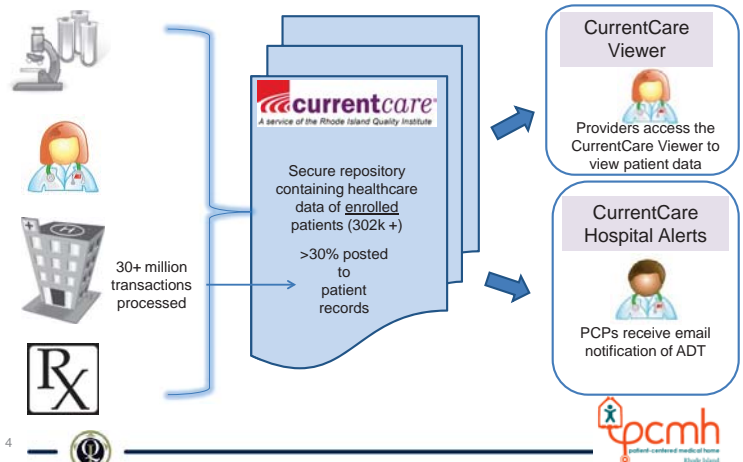 30+ million
transactions
processed
currentcare
A service of the Rhode Island Quality Institute
Secure repository
containing healthcare
data of enrolled
patients (302k +)
>30% posted
to
patient
records
CurrentCare
Viewer
Providers access the
CurrentCare Viewer to
view patient data
CurrentCare
Hospital Alerts
PCPs receive email
notification of ADT
Rx
4
pcmh
patient-centered medical home
Rhode Island